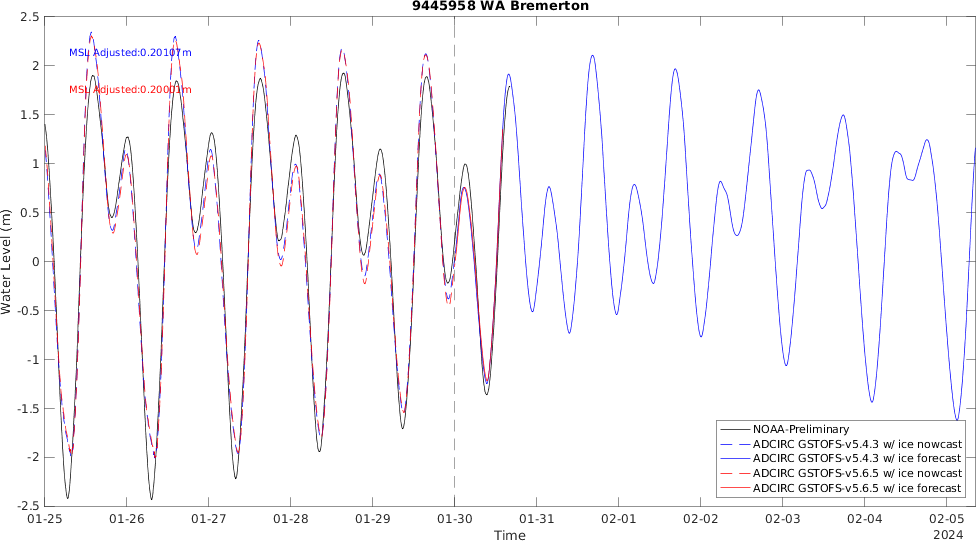 9445958 WA Bremerton
2.5
2
1.5
1
0.5
0
-0.5
-1
-1.5
-2
-2.5
Water Level (m)
MSL Adjusted:0.20107m
MSL Adjusted:0.20001m
NOAA-Preliminary
ADCIRC GSTOFS-v5.4.3 w/ ice nowcast
ADCIRC GSTOFS-v5.4.3 w/ ice forecast
ADCIRC GSTOFS-v5.6.5 w/ ice nowcast
ADCIRC GSTOFS-v5.6.5 w/ ice forecast
01-25 01-26 01-27 01-28 01-29 01-30 01-31 02-01 02-02 02-03 02-04 02-05
2024
Time